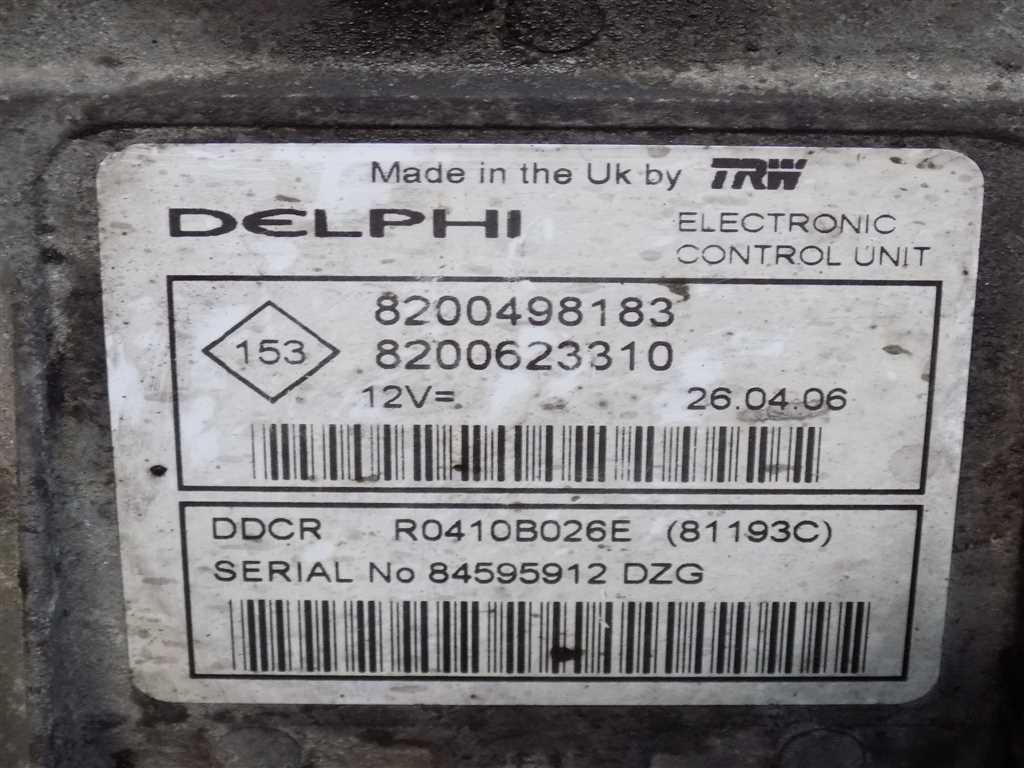 Made in the Uk by TRW
DELPHI
ELECTRONIC
CONTROL UNIT
153
8200498183
8200623310
12V=
26.04.06
DDCR R0410B026E (81193C)
SERIAL No 84595912 DZG